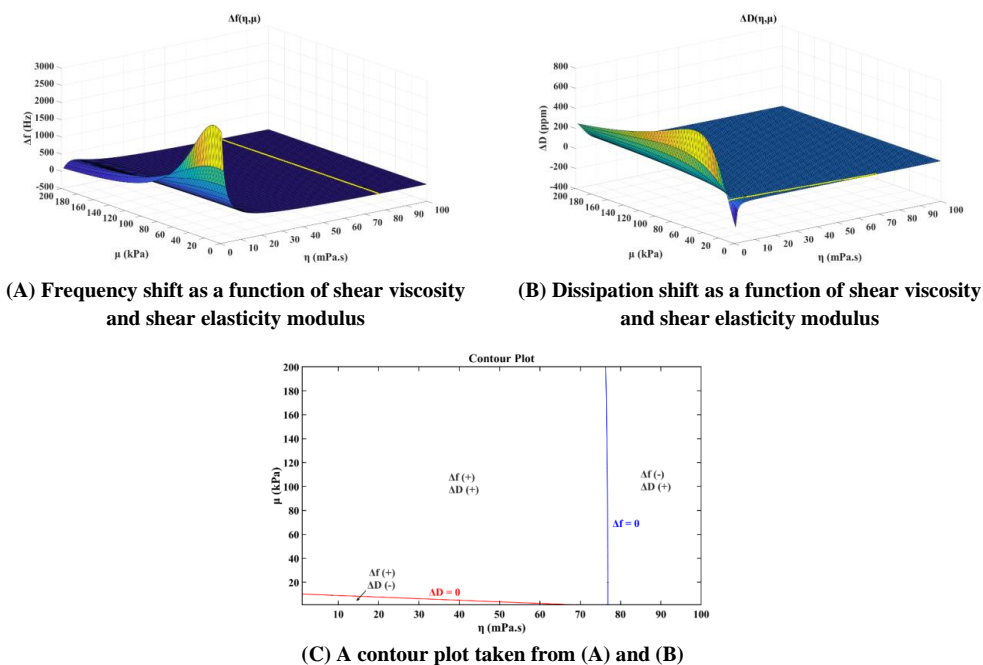 Δf(η,μ)
3000
2500
2000
1500
1000
500
0
-500
Δf (Hz)
200
180
160
140
120
100
80
60
40
20
0
μ (kPa)
0
10
20
30
40
50
60
70
80
90
100
η (mPa.s)
ΔD(η,μ)
800
600
400
200
0
-200
-400
ΔD (ppm)
200
180
160
140
120
100
80
60
40
20
0
μ (kPa)
0
10
20
30
40
50
60
70
80
90
100
η (mPa.s)
(A) Frequency shift as a function of shear viscosity
and shear elasticity modulus
(B) Dissipation shift as a function of shear viscosity
and shear elasticity modulus
Contour Plot
200
180
160
140
120
100
80
60
40
20
μ (kPa)
Δf (+)
ΔD (+)
Δf (-)
ΔD (+)
Δf = 0
Δf (+)
ΔD (-)
ΔD = 0
10 20 30 40 50 60 70 80 90 100
η (mPa.s)
(C) A contour plot taken from (A) and (B)